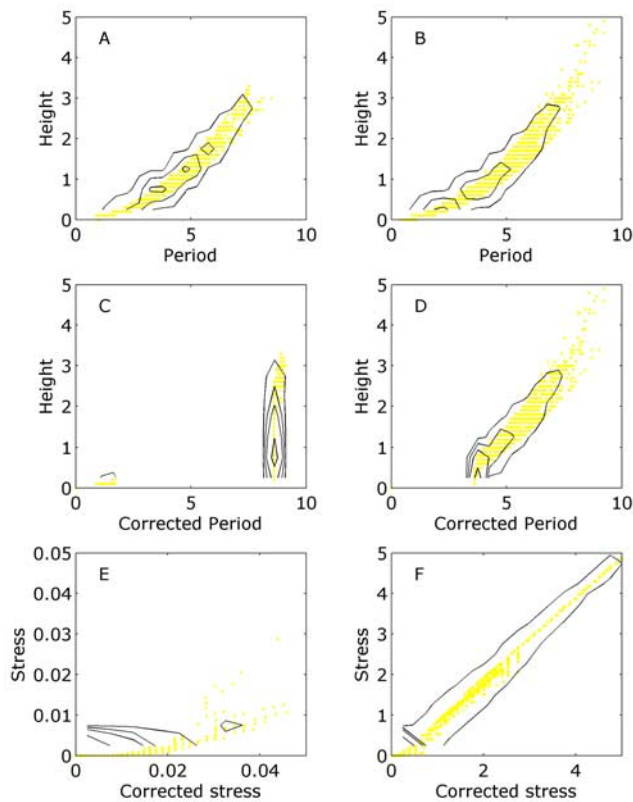 5 A 5 B
4 4
Height 3 Height 3
2 2
1 1
0 0
0 5 10 0 5 10
Period Period
5 C 5 D
4 4
Height 3 Height 3
2 2
1 1
0 0
0 5 10 0 5 10
Corrected Period Corrected Period
0.05 E 5 F
0.04 4
Stress 0.03 Stress 3
0.02 2
0.01 1
0 0
0 0.02 0.04 0 2 4
Corrected stress Corrected stress